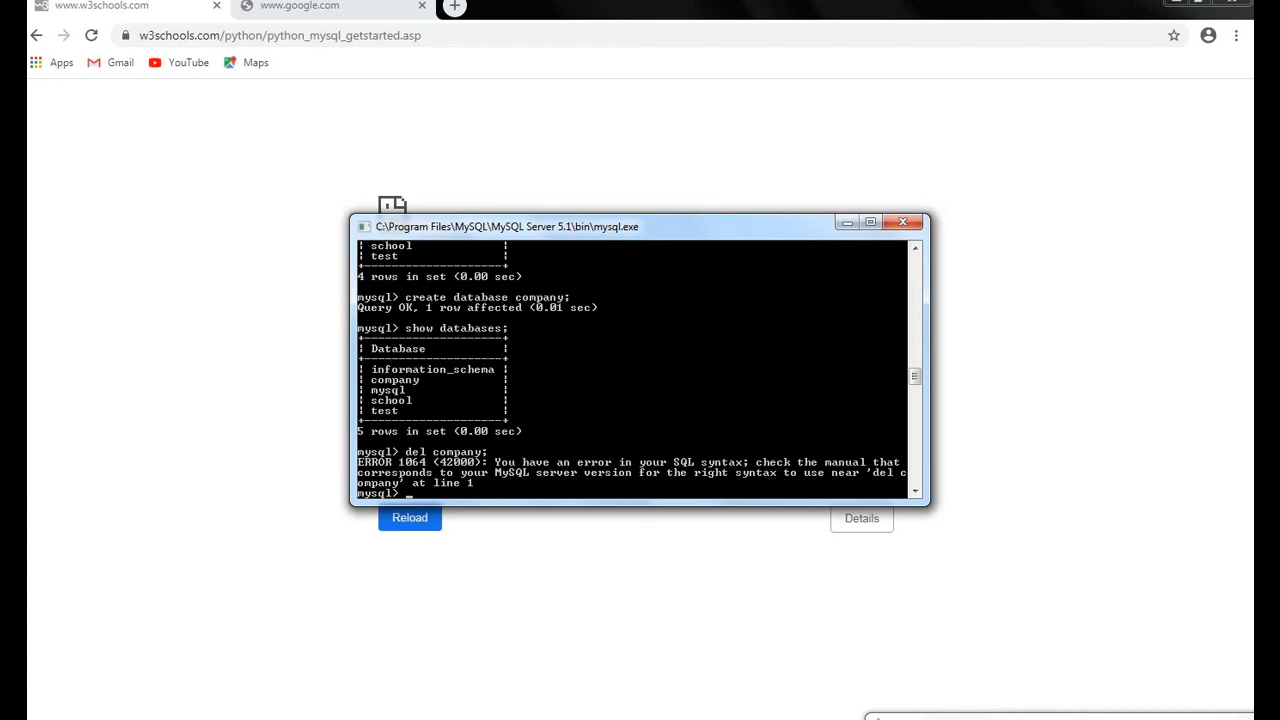 www.w3schools.com
www.google.com
w3schools.com/python/python_mysql_getstarted.asp
Apps
Gmail
YouTube
Maps
C:\Program Files\MySQL\MySQL Server 5.1\bin\mysql.exe
| school |
| test |
+--------------------+
4 rows in set (0.00 sec)
mysql> create database company;
Query OK, 1 row affected (0.01 sec)
mysql> show databases;
+--------------------+
| Database |
+--------------------+
| information_schema |
| company |
| mysql |
| school |
| test |
+--------------------+
5 rows in set (0.00 sec)
mysql> del company;
ERROR 1064 (42000): You have an error in your SQL syntax; check the manual that
corresponds to your MySQL server version for the right syntax to use near 'del c
ompany' at line 1
mysql> _
Reload
Details